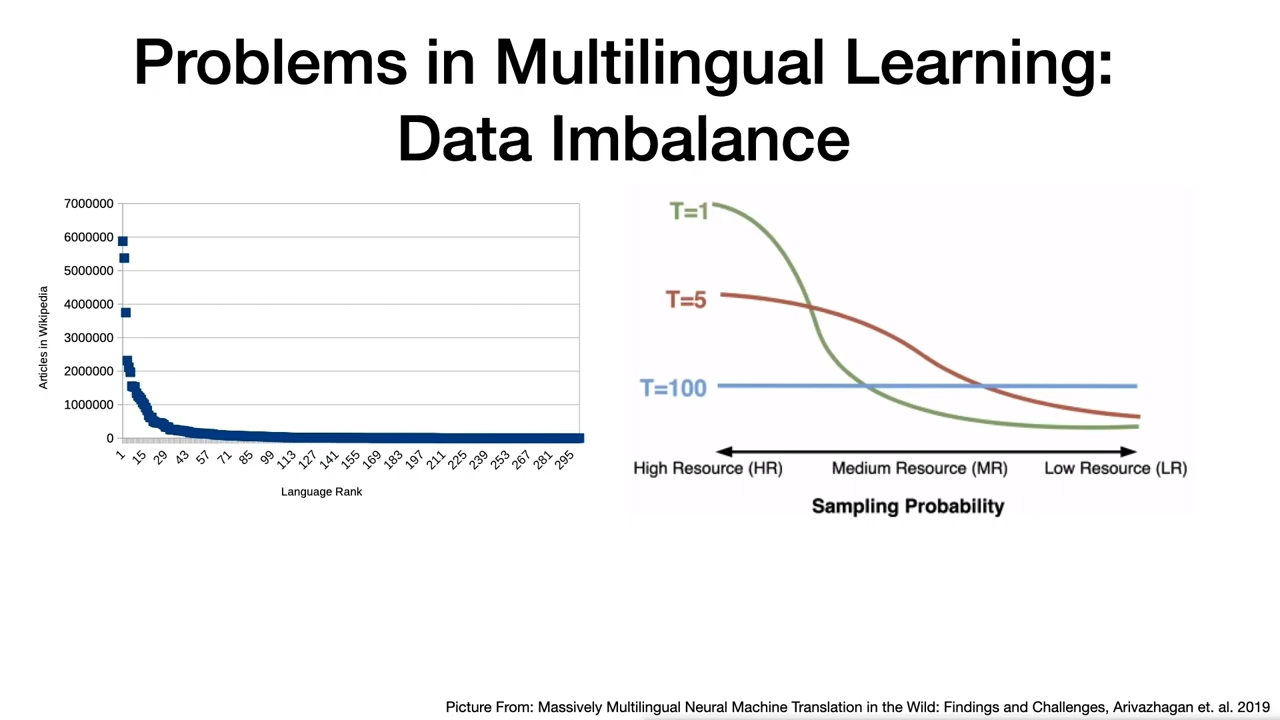 Problems in Multilingual Learning:
Data Imbalance
7000000
6000000
5000000
4000000
3000000
2000000
1000000
0
Articles in Wikipedia
1 15 29 43 57 71 85 99 113 127 141 155 169 183 197 211 225 239 253 267 281 295
Language Rank
T=1
T=5
T=100
High Resource (HR) Medium Resource (MR) Low Resource (LR)
Sampling Probability
Picture From: Massively Multilingual Neural Machine Translation in the Wild: Findings and Challenges, Arivazhagan et. al. 2019